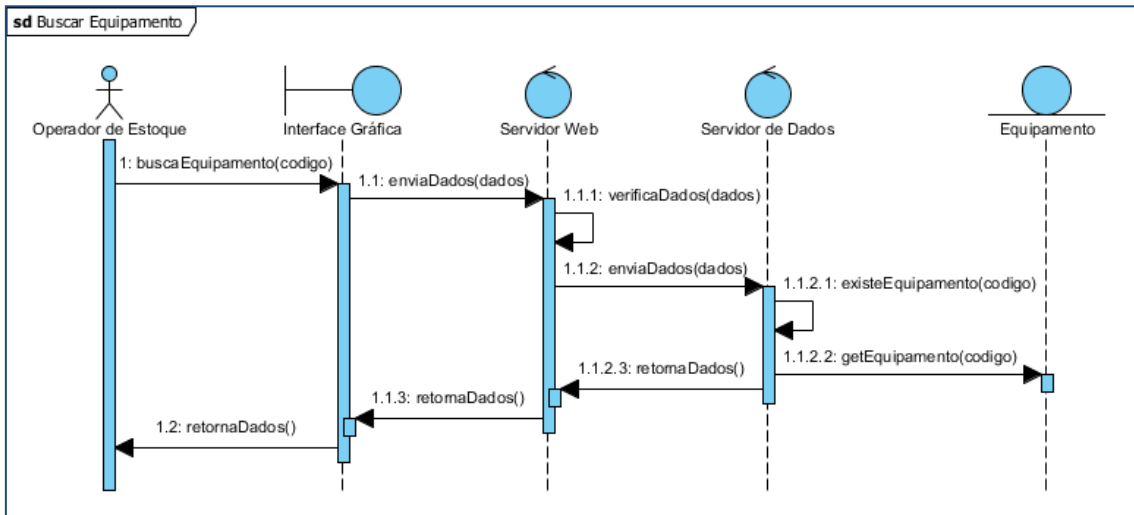 sd Buscar Equipamento
Operador de Estoque
Interface Gráfica
Servidor Web
Servidor de Dados
Equipamento
1: buscaEquipamento(codigo)
1.1: enviaDados(dados)
1.1.1: verificaDados(dados)
1.1.2: enviaDados(dados)
1.1.2.1: existeEquipamento(codigo)
1.1.2.2: getEquipamento(codigo)
1.1.2.3: retornaDados()
1.1.3: retornaDados()
1.2: retornaDados()